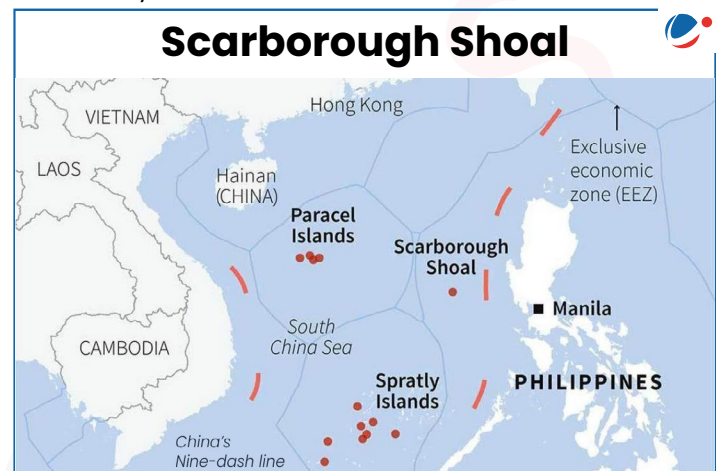 Scarborough Shoal
Hong Kong
VIETNAM
Exclusive
economic
zone (EEZ)
LAOS
Hainan
(CHINA)
Paracel
Islands
Scarborough
Shoal
Manila
South
China Sea
CAMBODIA
Spratly
Islands
PHILIPPINES
China's
Nine-dash line